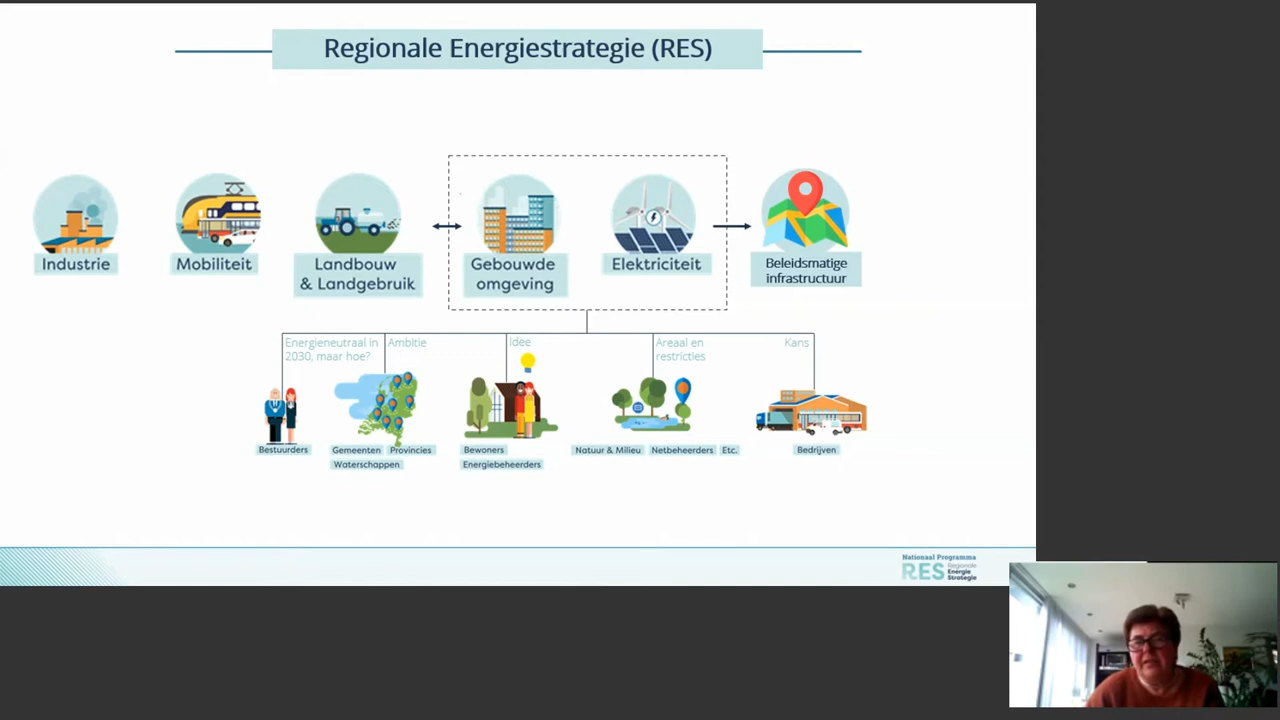 Regionale Energiestrategie (RES)
Industrie
Mobiliteit
Landbouw
& Landgebruik
Gebouwde
omgeving
Elektriciteit
Beleidsmatige
infrastructuur
Energieneutraal in
2030, maar hoe?
Ambitie
Idee
Areaal en
restricties
Kans
Bestuurders
Gemeenten
Provincies
Waterschappen
Bewoners
Energiebeheerders
Natuur & Milieu
Netbeheerders
Etc.
Bedrijven
Nationaal Programma
RES
Regionale
Energie
Strategie